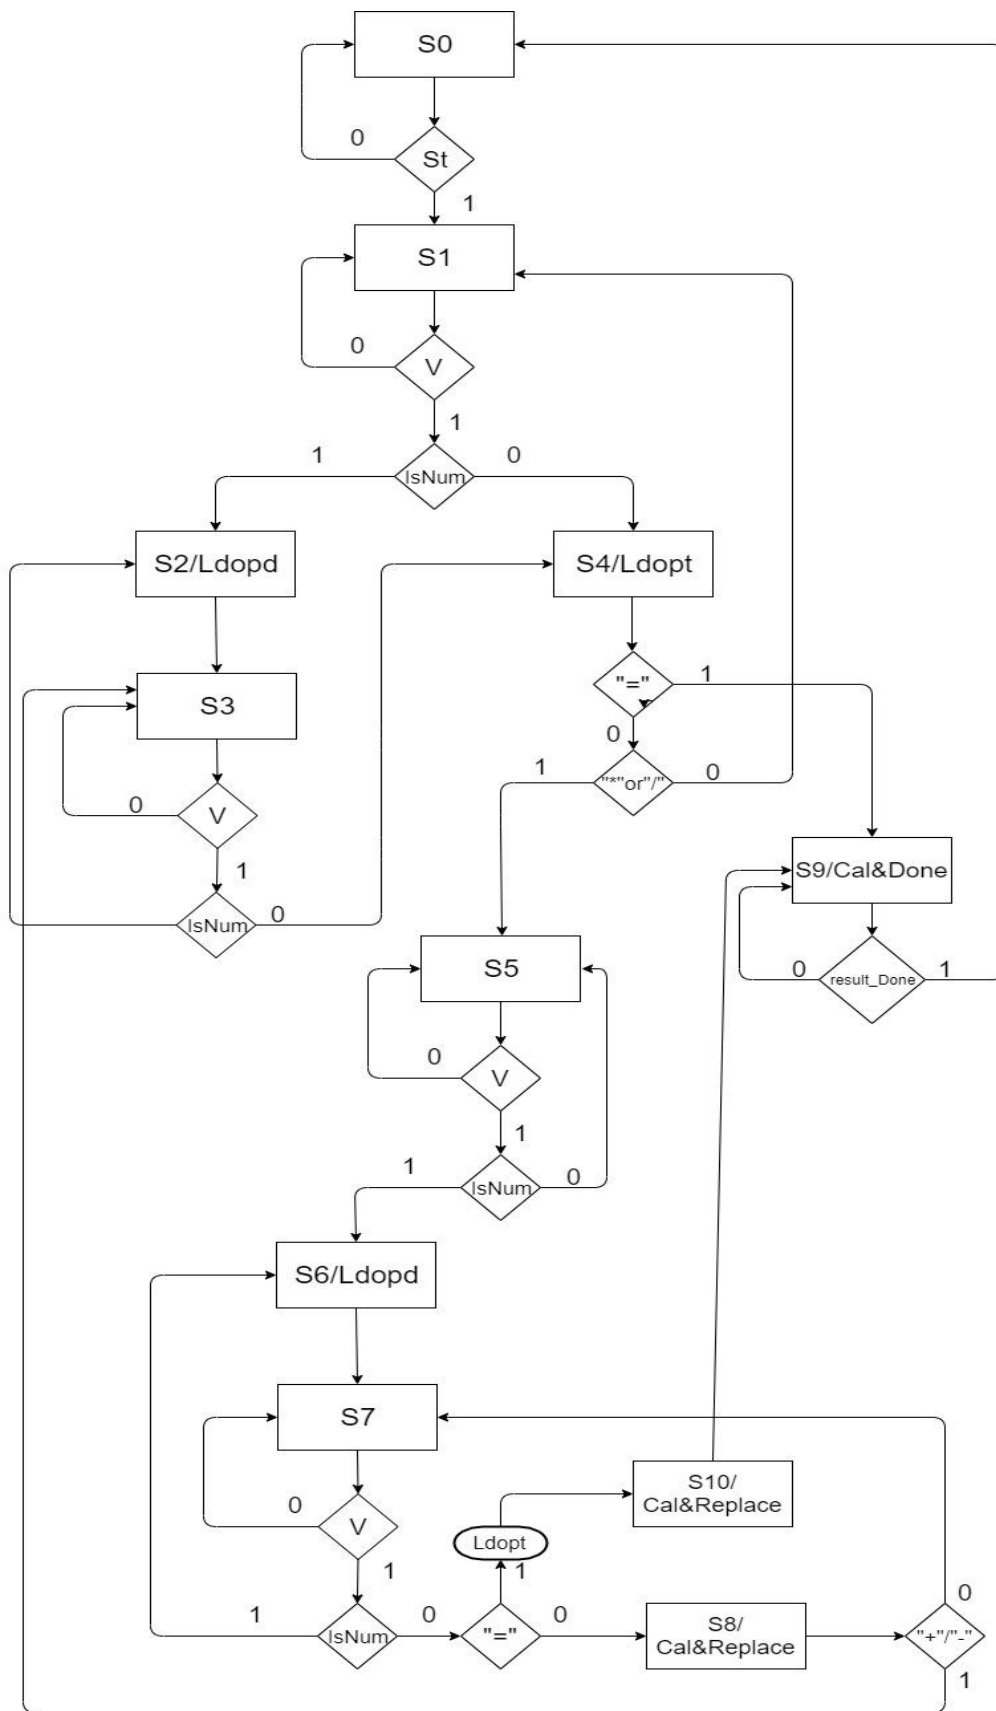 S0
0
St
1
S1
0
V
1
1
IsNum
0
S2/Ldopd
S4/Ldopt
"="
1
S3
0
1
"*"or"/"
0
0
V
1
S9/Cal&Done
IsNum
0
S5
0
result_Done
1
0
V
1
1
IsNum
0
S6/Ldopd
S7
S10/
Cal&Replace
0
V
Ldopt
1
1
1
IsNum
0
"="
0
S8/
Cal&Replace
0
"+"/"-"
1